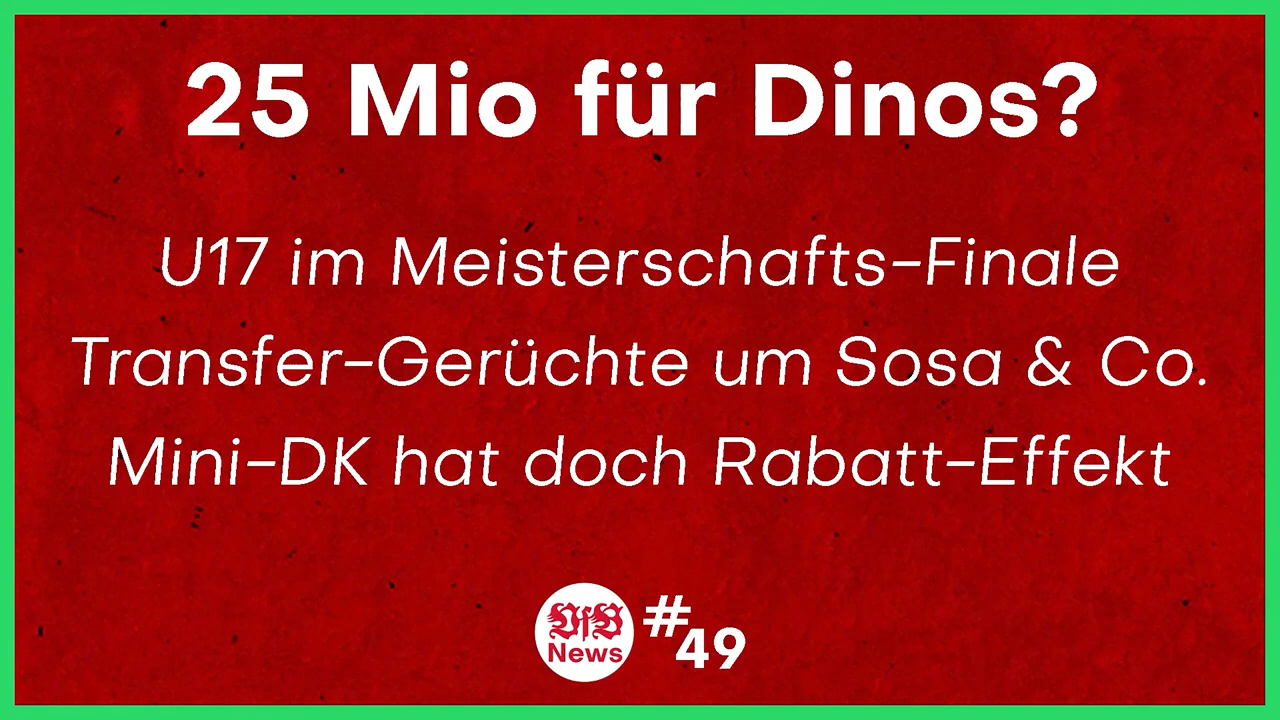 25 Mio für Dinos?
U17 im Meisterschafts-Finale
Transfer-Gerüchte um Sosa & Co.
Mini-DK hat doch Rabatt-Effekt
VfB
News
#49